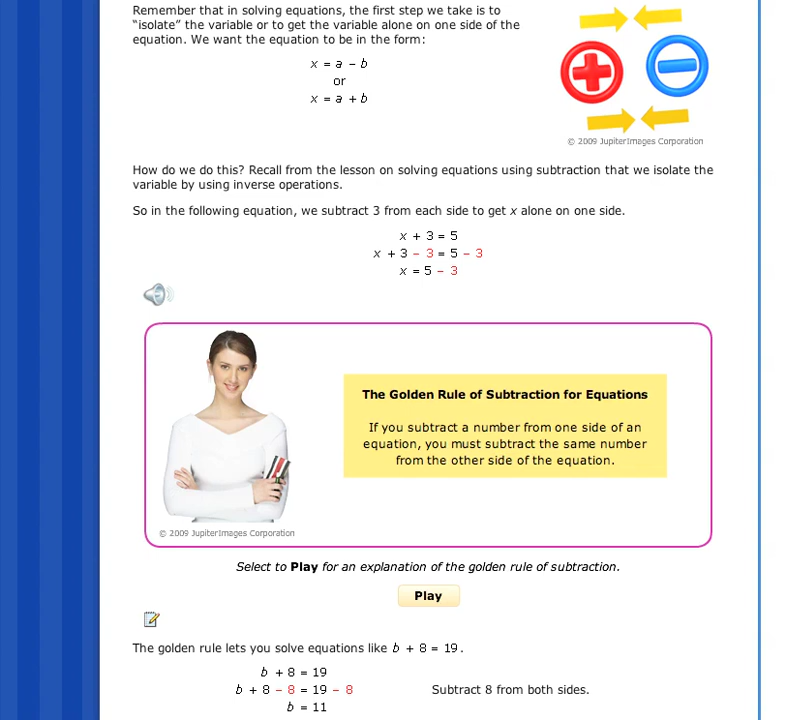 Remember that in solving equations, the first step we take is to
“isolate” the variable or to get the variable alone on one side of the
equation. We want the equation to be in the form:
x = a – b
or
x = a + b
© 2009 JupiterImages Corporation
How do we do this? Recall from the lesson on solving equations using subtraction that we isolate the
variable by using inverse operations.
So in the following equation, we subtract 3 from each side to get x alone on one side.
x + 3 = 5
x + 3 – 3 = 5 – 3
x = 5 – 3
The Golden Rule of Subtraction for Equations
If you subtract a number from one side of an
equation, you must subtract the same number
from the other side of the equation.
© 2009 JupiterImages Corporation
Select to Play for an explanation of the golden rule of subtraction.
Play
The golden rule lets you solve equations like b + 8 = 19.
b + 8 = 19
b + 8 – 8 = 19 – 8 Subtract 8 from both sides.
b = 11